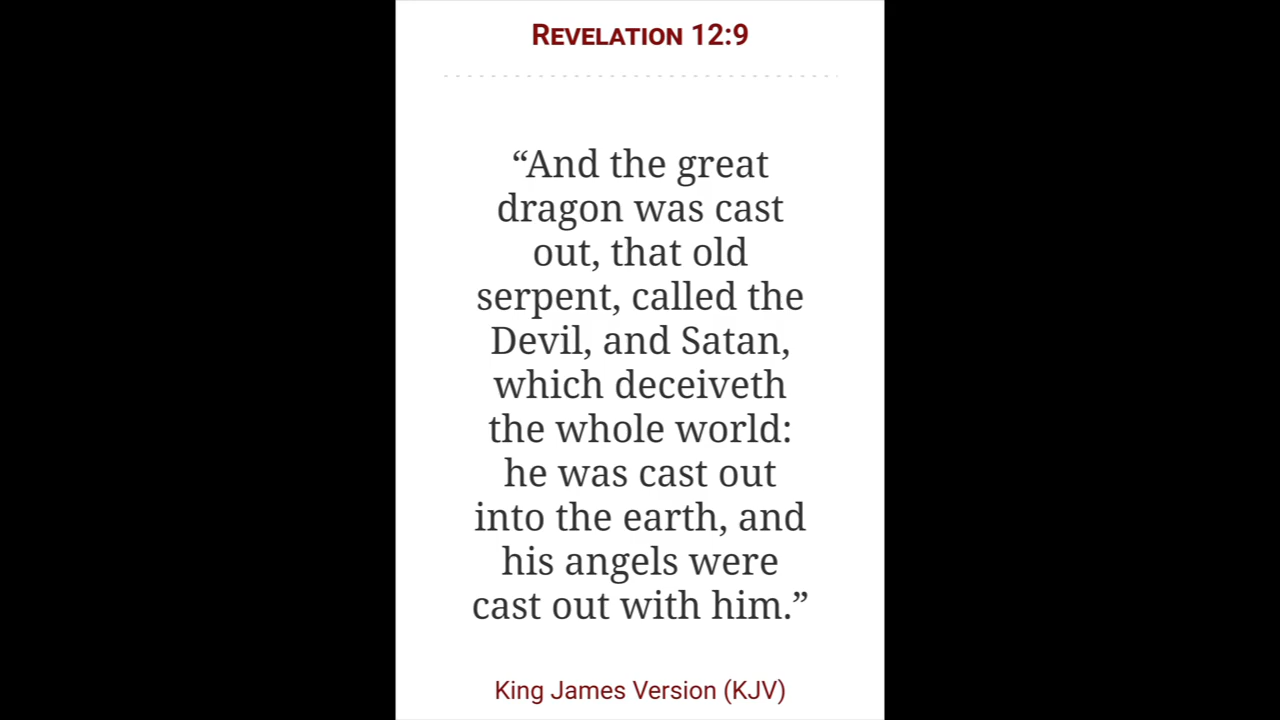 Revelation 12:9
“And the great
dragon was cast
out, that old
serpent, called the
Devil, and Satan,
which deceiveth
the whole world:
he was cast out
into the earth, and
his angels were
cast out with him.”
King James Version (KJV)